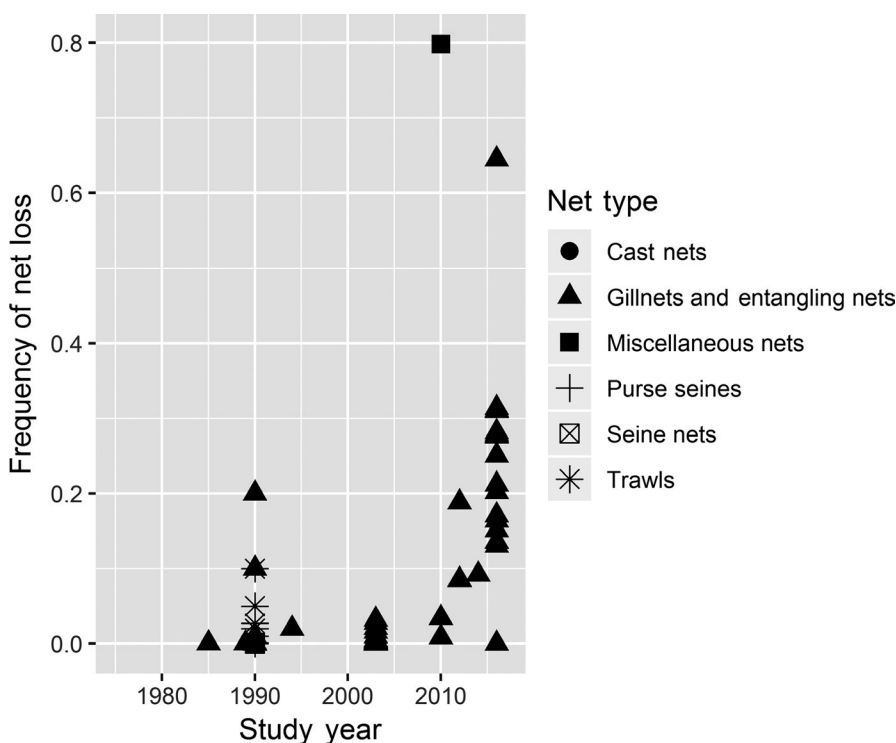 Frequency of net loss
0.8
0.6
0.4
0.2
0.0
1980 1990 2000 2010
Study year
Net type
Cast nets
Gillnets and entangling nets
Miscellaneous nets
Purse seines
Seine nets
Trawls